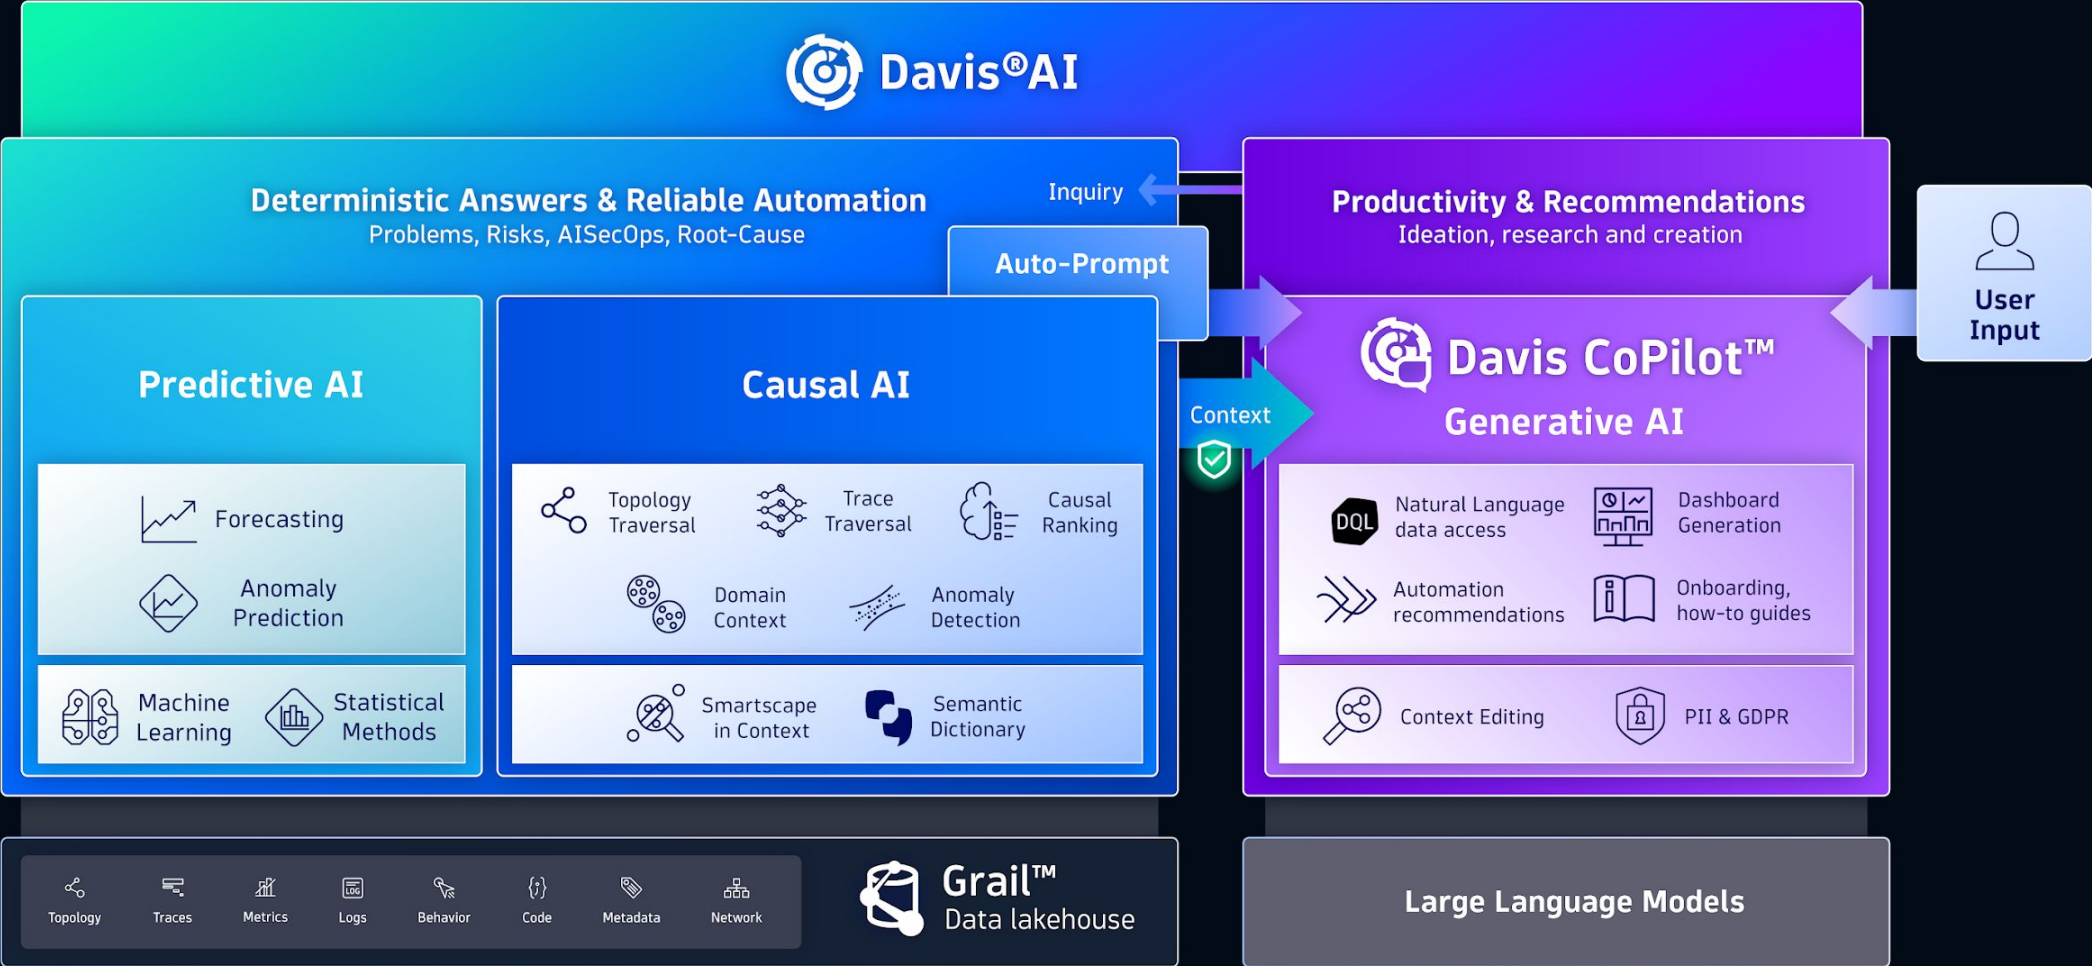 Davis®AI
Deterministic Answers & Reliable Automation
Problems, Risks, AISecOps, Root-Cause
Inquiry
Auto-Prompt
Productivity & Recommendations
Ideation, research and creation
User
Input
Predictive AI
Forecasting
Anomaly
Prediction
Machine
Learning
Statistical
Methods
Causal AI
Topology
Traversal
Trace
Traversal
Causal
Ranking
Domain
Context
Anomaly
Detection
Smartscape
in Context
Semantic
Dictionary
Context
Davis CoPilot™
Generative AI
DQL
Natural Language
data access
Dashboard
Generation
Automation
recommendations
Onboarding,
how-to guides
Context Editing
PII & GDPR
Topology
Traces
Metrics
LOG
Logs
Behavior
Code
Metadata
Network
Grail™
Data lakehouse
Large Language Models